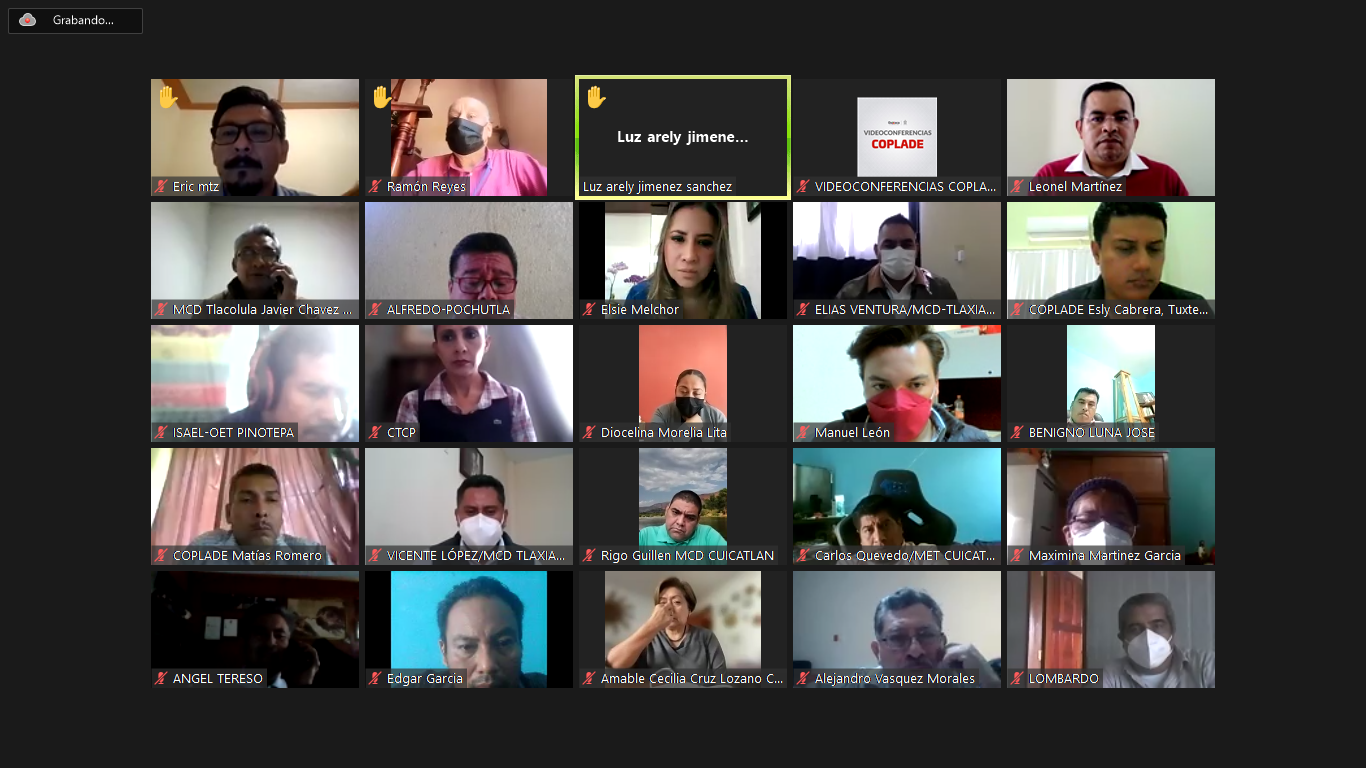 Grabando...
Eric mtz
Ramón Reyes
Luz arely jimene...
Luz arely jimenez sanchez
VIDEOCONFERENCIAS
COPLADE
VIDEOCONFERENCIAS COPLA...
Leonel Martínez
MCD Tlacolula Javier Chavez ...
ALFREDO-POCHUTLA
Elsie Melchor
ELIAS VENTURA/MCD-TLAXIA...
COPLADE Esly Cabrera, Tuxte...
ISAEL-OET PINOTEPA
CTCP
Diocelina Morelia Lita
Manuel León
BENIGNO LUNA JOSE
COPLADE Matías Romero
VICENTE LÓPEZ/MCD TLAXIA...
Rigo Guillen MCD CUICATLAN
Carlos Quevedo/MET CUICAT...
Maximina Martinez Garcia
ANGEL TERESO
Edgar Garcia
Amable Cecilia Cruz Lozano C...
Alejandro Vasquez Morales
LOMBARDO